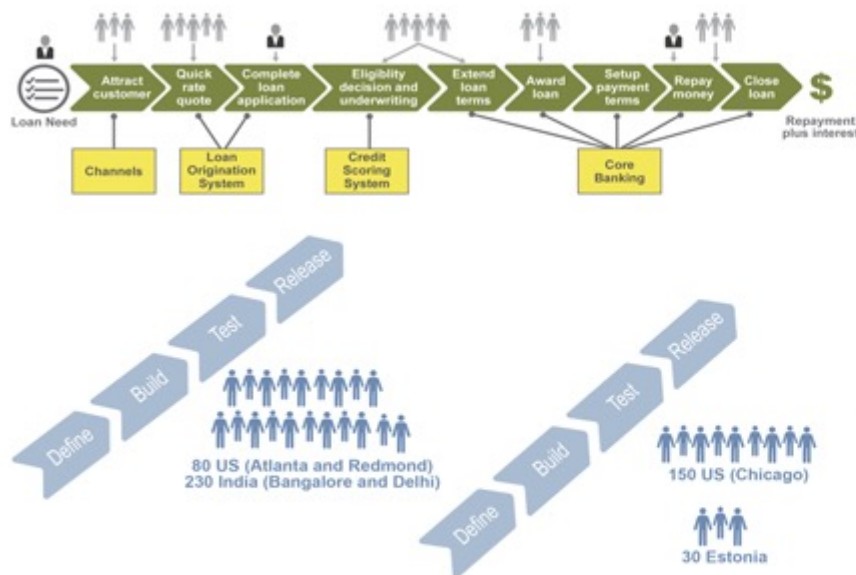 Loan Need
Attract
customer
Quick
rate
quote
Complete
loan
application
Eligiblity
decision and
underwriting
Extend
loan
terms
Award
loan
Setup
payment
terms
Repay
money
Close
loan
$
Repayment
plus interest
Channels
Loan
Origination
System
Credit
Scoring
System
Core
Banking
Define
Build
Test
Release
80 US (Atlanta and Redmond)
230 India (Bangalore and Delhi)
Define
Build
Test
Release
150 US (Chicago)
30 Estonia